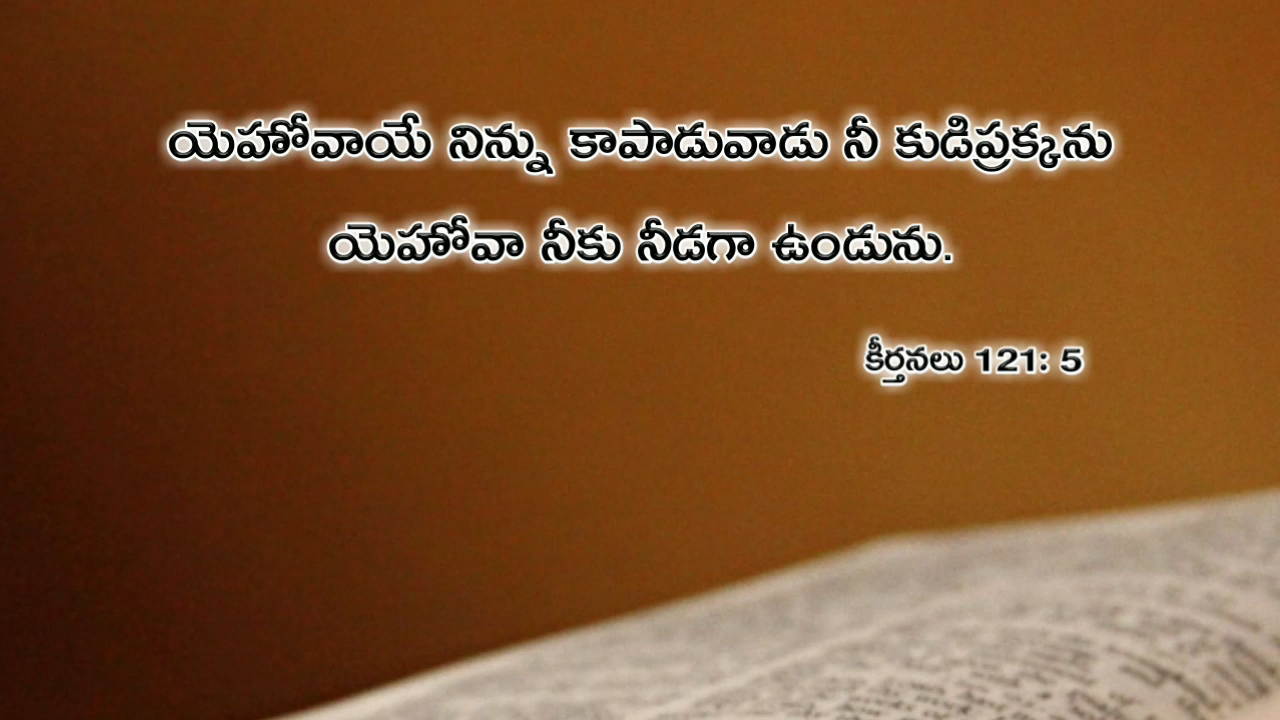 యెహోవాయే నిన్ను కాపాడువాడు నీ కుడిప్రక్కను
యెహోవా నీకు నీడగా ఉండును.
కీర్తనలు 121: 5